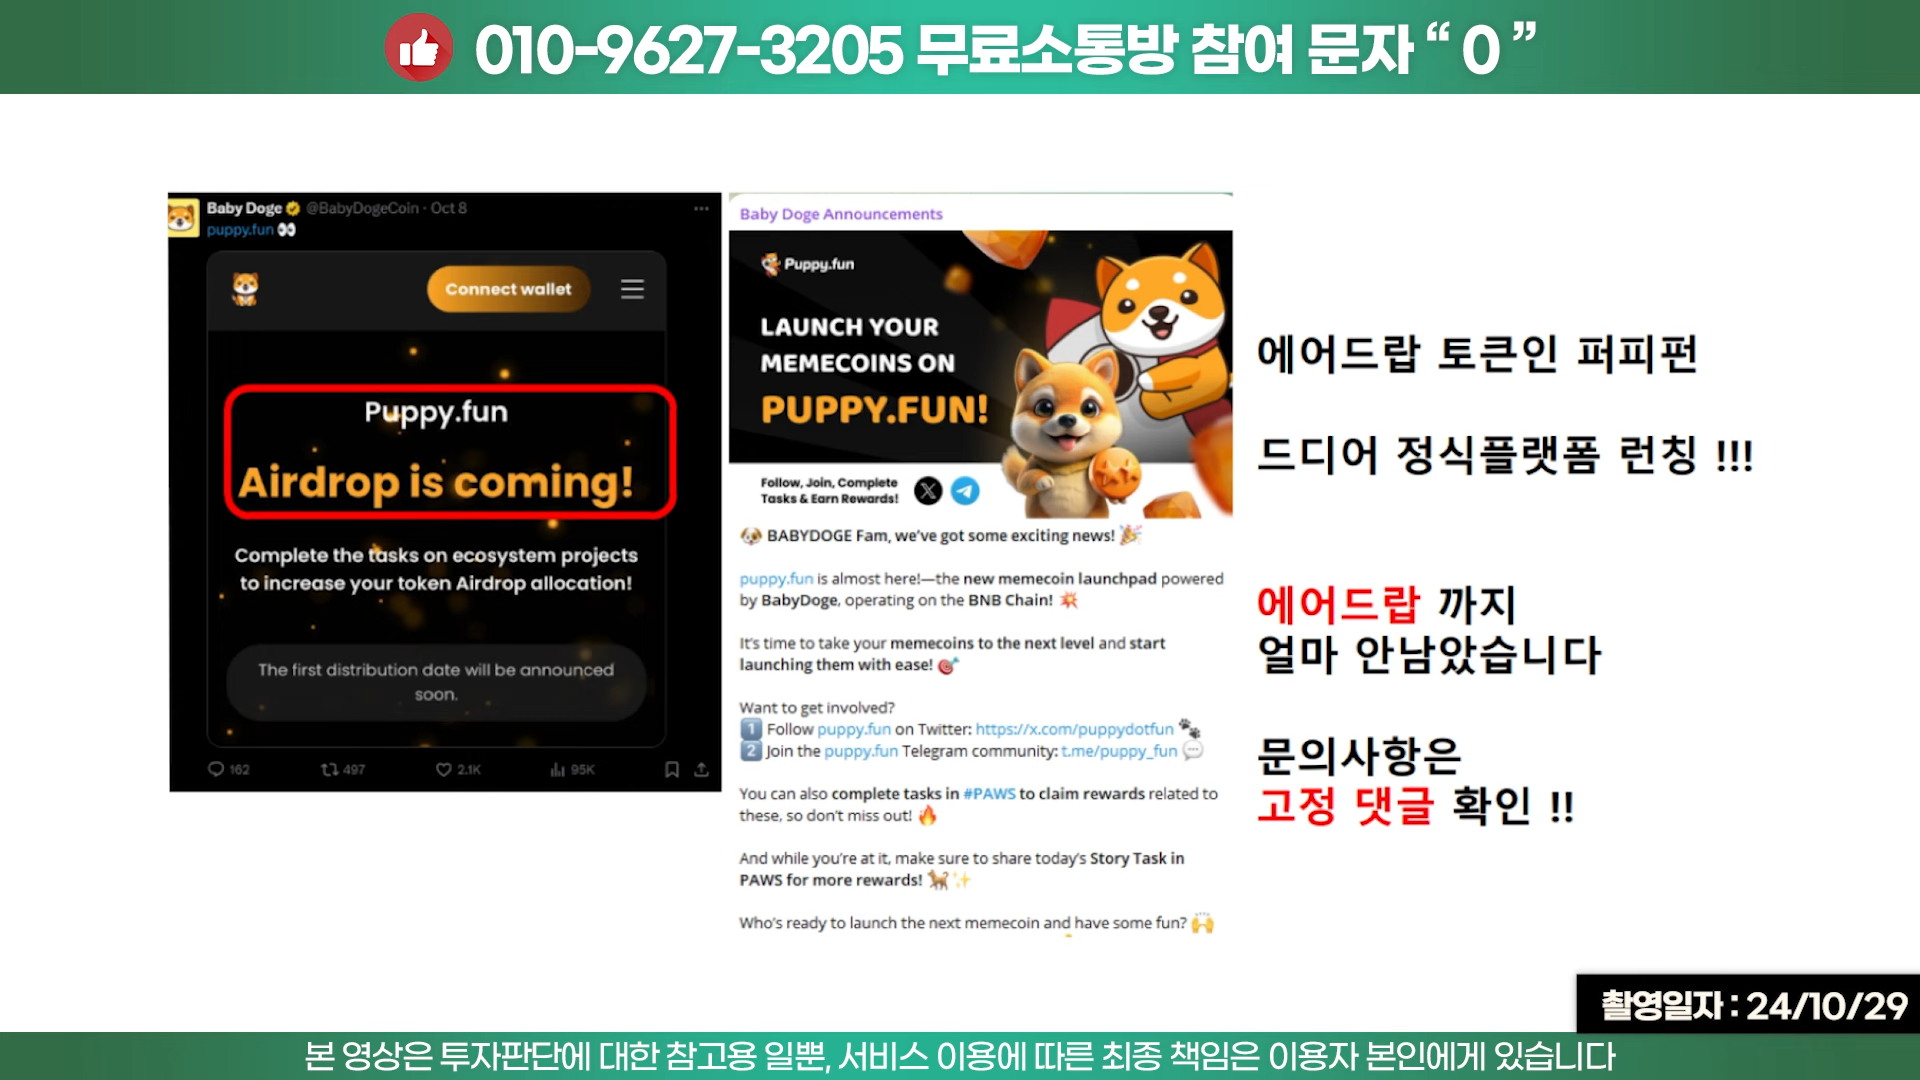 010-9627-3205 무료소통방 참여 문자 “ 0 ”
Baby Doge @BabyDogeCoin · Oct 8
puppy.fun 👀
Connect wallet
Puppy.fun
Airdrop is coming!
Complete the tasks on ecosystem projects
to increase your token Airdrop allocation!
The first distribution date will be announced
soon.
162 497 2.1K 95K
Baby Doge Announcements
Puppy.fun
LAUNCH YOUR
MEMECOINS ON
PUPPY.FUN!
Follow, Join, Complete
Tasks & Earn Rewards!
🐶 BABYDOGE Fam, we've got some exciting news! 🎉
puppy.fun is almost here!—the new memecoin launchpad powered
by BabyDoge, operating on the BNB Chain! 💥
It's time to take your memecoins to the next level and start
launching them with ease! 🎯
Want to get involved?
1️⃣ Follow puppy.fun on Twitter: https://x.com/puppydotfun 🐾
2️⃣ Join the puppy.fun Telegram community: t.me/puppy_fun 💬
You can also complete tasks in #PAWS to claim rewards related to
these, so don't miss out! 🔥
And while you're at it, make sure to share today's Story Task in
PAWS for more rewards! 🐕✨
Who's ready to launch the next memecoin and have some fun? 🙌
에어드랍 토큰인 퍼피펀
드디어 정식플랫폼 런칭 !!!
에어드랍 까지
얼마 안남았습니다
문의사항은
고정 댓글 확인 !!
촬영일자 : 24/10/29
본 영상은 투자판단에 대한 참고용 일뿐, 서비스 이용에 따른 최종 책임은 이용자 본인에게 있습니다